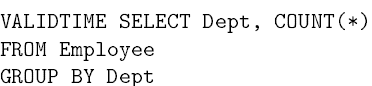 VALIDTIME SELECT Dept, COUNT(*)
FROM Employee
GROUP BY Dept